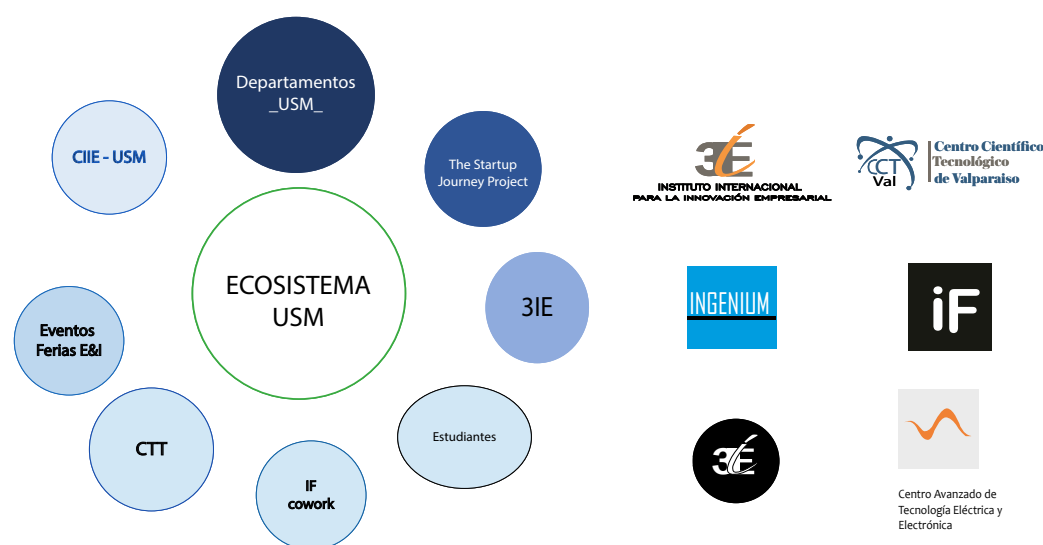 Departamentos
_USM_
CIIE - USM
The Startup
Journey Project
ECOSISTEMA
USM
3IE
Eventos
Ferias E&I
CTT
IF
cowork
Estudiantes
3iE
INSTITUTO INTERNACIONAL
PARA LA INNOVACIÓN EMPRESARIAL
CCT
Val
Centro Científico
Tecnológico
de Valparaiso
INGENIUM
iF
3iE
Centro Avanzado de
Tecnología Eléctrica y
Electrónica